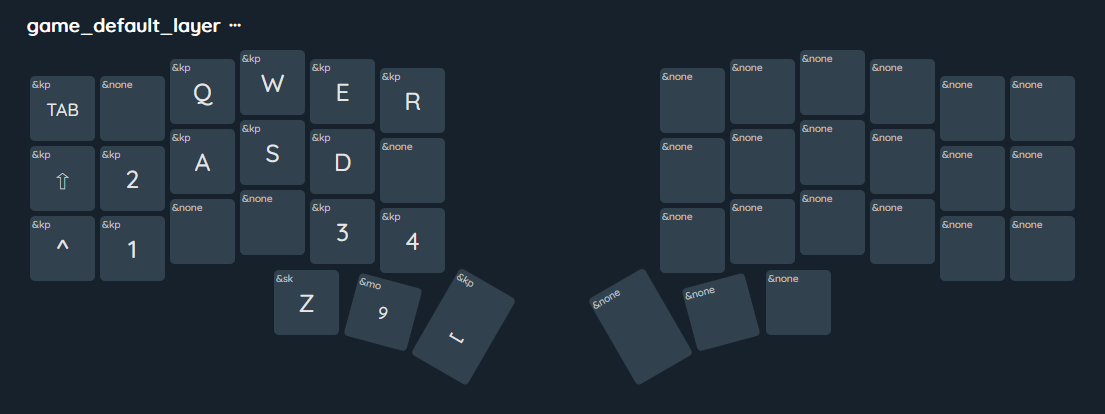 game_default_layer ···
&kp &none &kp &kp &kp &kp &none &none &none &none &none &none
TAB Q W E R
&kp &kp &kp &kp &kp &none &none &none &none &none &none &none
⇧ 2 A S D
&kp &kp &none &none &kp &kp &none &none &none &none &none &none
^ 1 3 4
&sk &mo &kp &none &none &none
Z 9 ⎵